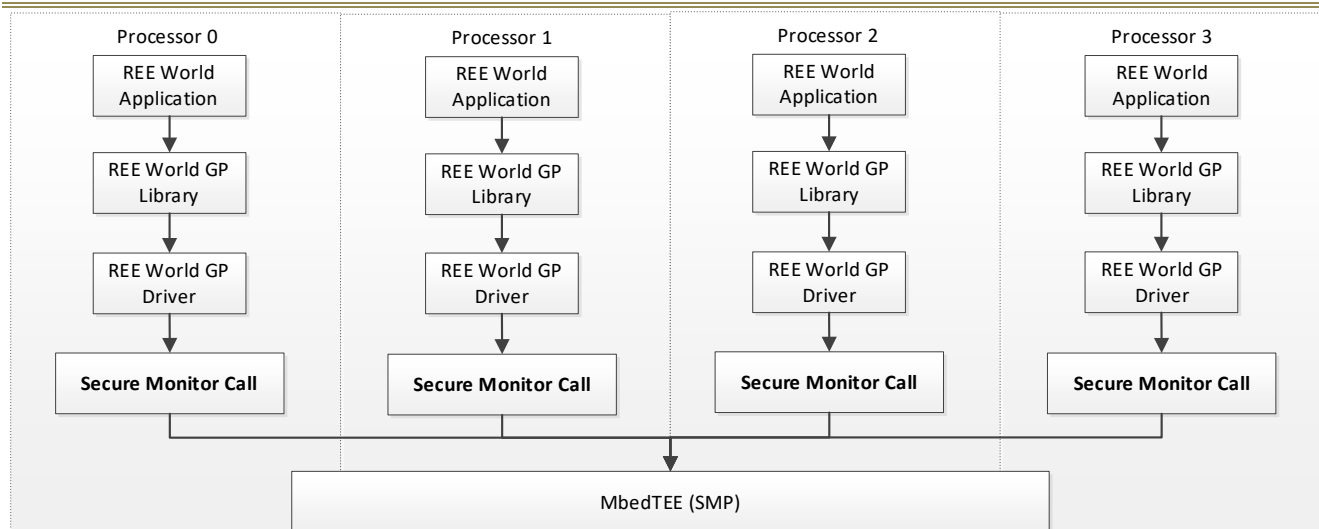 Processor 0
REE World
Application
REE World GP
Library
REE World GP
Driver
Secure Monitor Call
Processor 1
REE World
Application
REE World GP
Library
REE World GP
Driver
Secure Monitor Call
Processor 2
REE World
Application
REE World GP
Library
REE World GP
Driver
Secure Monitor Call
Processor 3
REE World
Application
REE World GP
Library
REE World GP
Driver
Secure Monitor Call
MbedTEE (SMP)